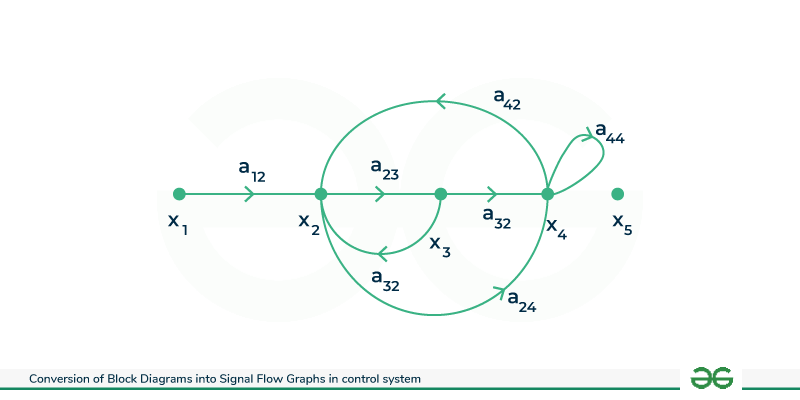 a42
a44
a12
a23
x1
x2
a32
x3
x4
x5
a32
a24
Conversion of Block Diagrams into Signal Flow Graphs in control system